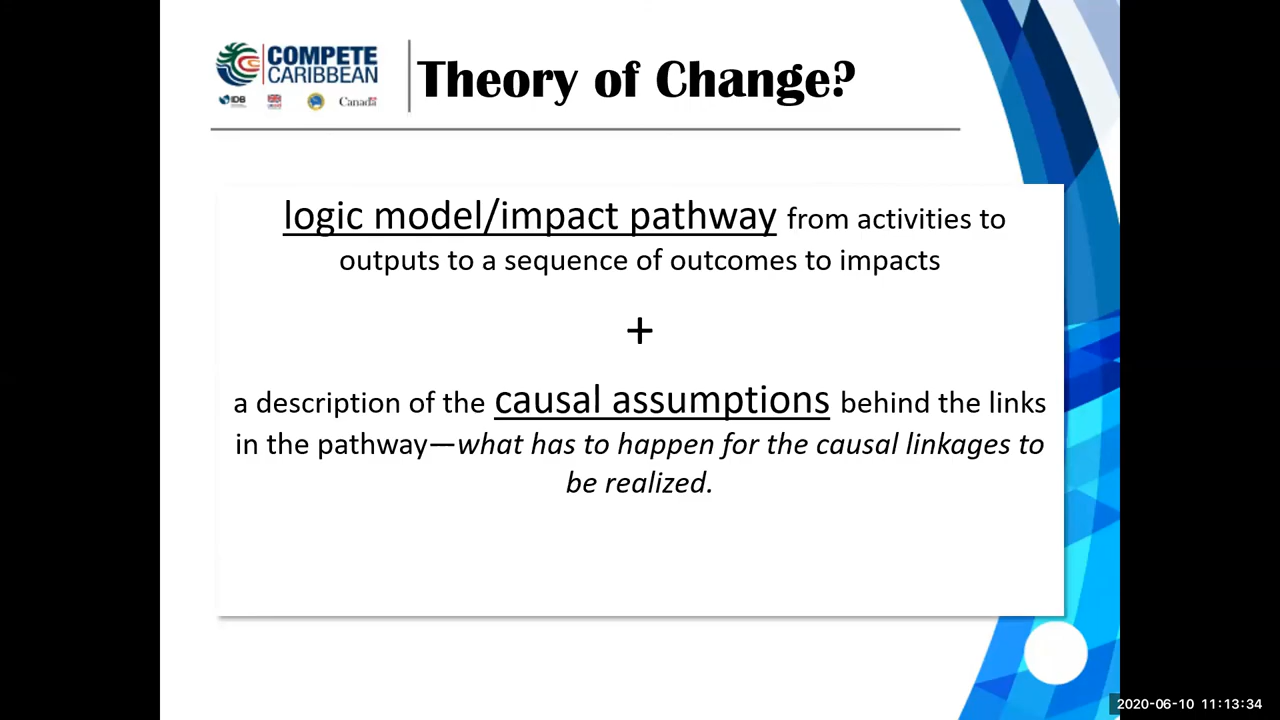 COMPETE
CARIBBEAN
IDB
Canada
Theory of Change?
logic model/impact pathway from activities to
outputs to a sequence of outcomes to impacts
+
a description of the causal assumptions behind the links
in the pathway—what has to happen for the causal linkages to
be realized.
2020-06-10 11:13:34